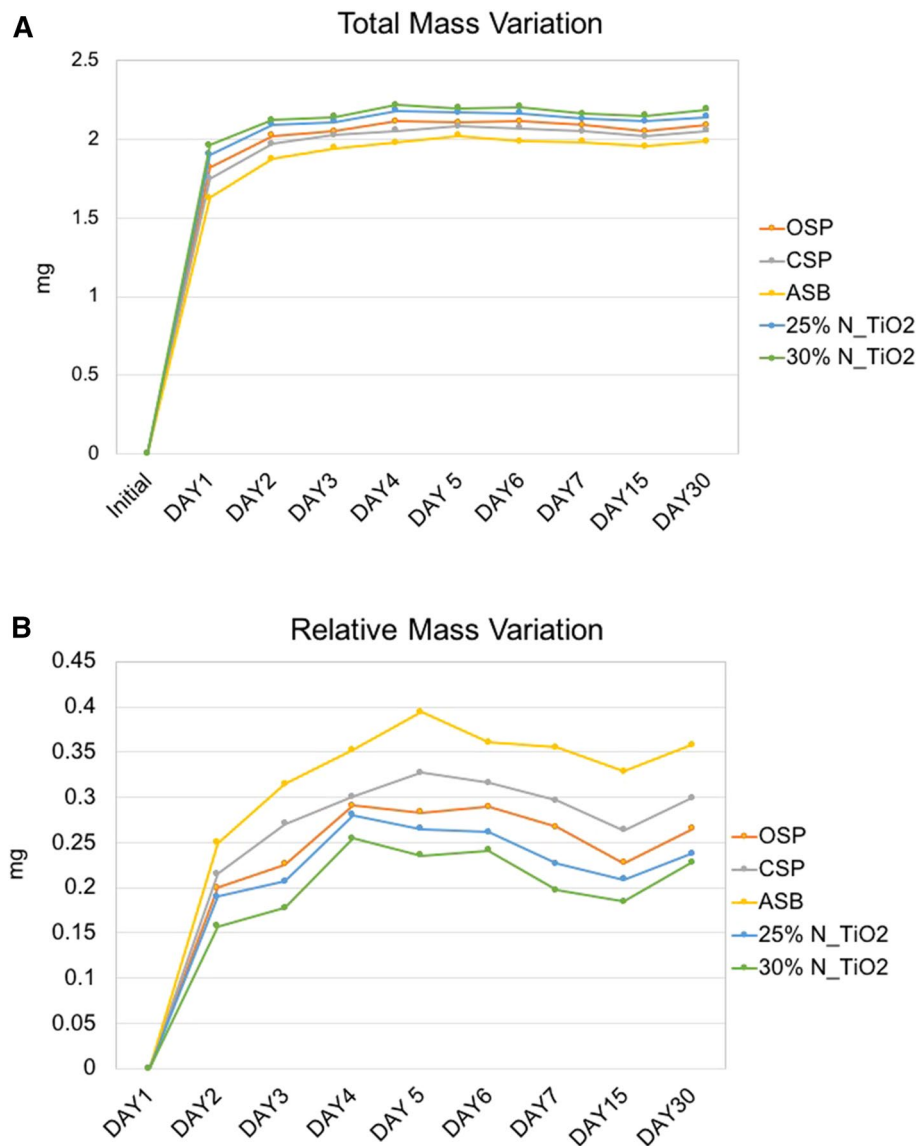 A
Total Mass Variation
2.5
2
1.5
1
0.5
0
mg
Initial
DAY1
DAY2
DAY3
DAY4
DAY 5
DAY6
DAY7
DAY15
DAY30
OSP
CSP
ASB
25% N_TiO2
30% N_TiO2
B
Relative Mass Variation
0.45
0.4
0.35
0.3
0.25
0.2
0.15
0.1
0.05
0
mg
DAY1
DAY2
DAY3
DAY4
DAY 5
DAY6
DAY7
DAY15
DAY30
OSP
CSP
ASB
25% N_TiO2
30% N_TiO2